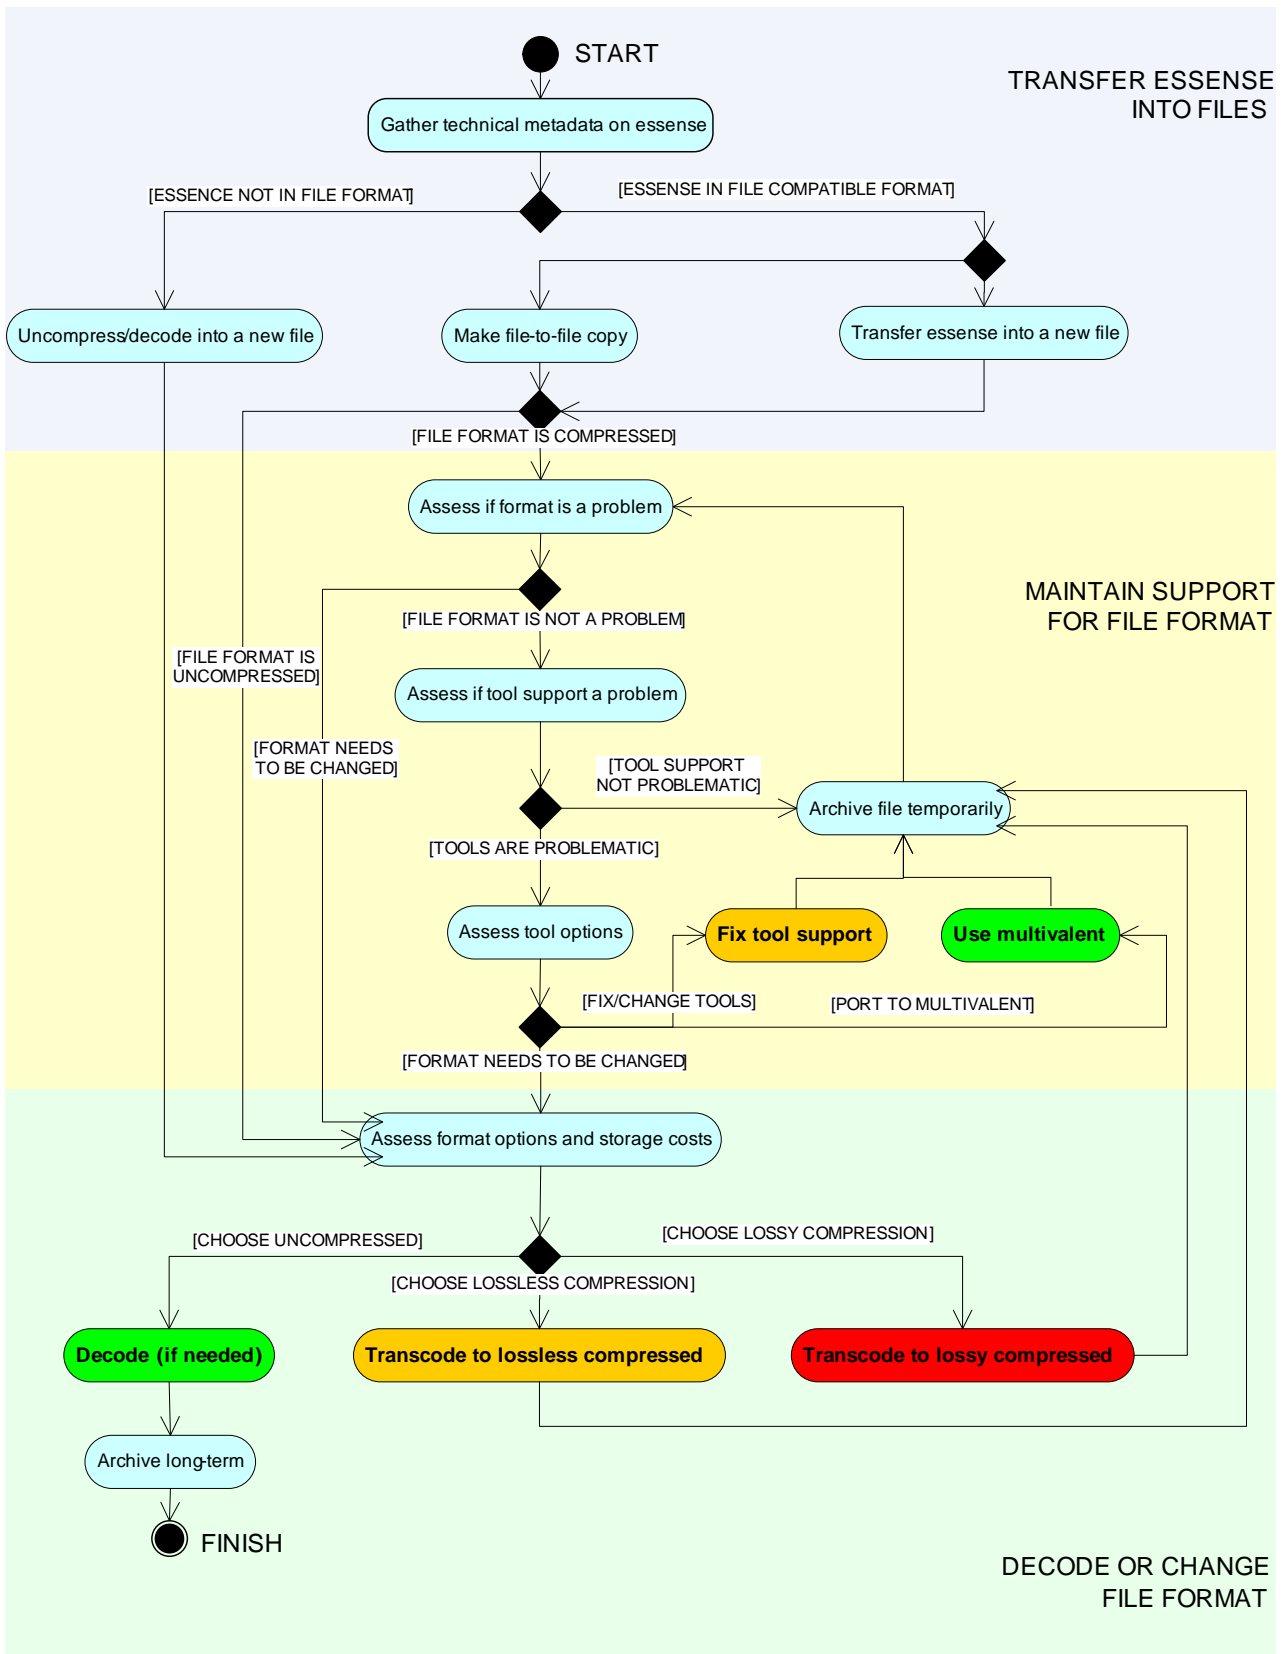 START
TRANSFER ESSENSE
INTO FILES
Gather technical metadata on essense
[ESSENCE NOT IN FILE FORMAT]
[ESSENSE IN FILE COMPATIBLE FORMAT]
Uncompress/decode into a new file
Make file-to-file copy
Transfer essense into a new file
[FILE FORMAT IS COMPRESSED]
Assess if format is a problem
MAINTAIN SUPPORT
FOR FILE FORMAT
[FILE FORMAT IS NOT A PROBLEM]
[FILE FORMAT IS
UNCOMPRESSED]
Assess if tool support a problem
[FORMAT NEEDS
TO BE CHANGED]
[TOOL SUPPORT
NOT PROBLEMATIC]
Archive file temporarily
[TOOLS ARE PROBLEMATIC]
Assess tool options
Fix tool support
Use multivalent
[FIX/CHANGE TOOLS]
[PORT TO MULTIVALENT]
[FORMAT NEEDS TO BE CHANGED]
Assess format options and storage costs
[CHOOSE UNCOMPRESSED]
[CHOOSE LOSSY COMPRESSION]
[CHOOSE LOSSLESS COMPRESSION]
Decode (if needed)
Transcode to lossless compressed
Transcode to lossy compressed
Archive long-term
FINISH
DECODE OR CHANGE
FILE FORMAT